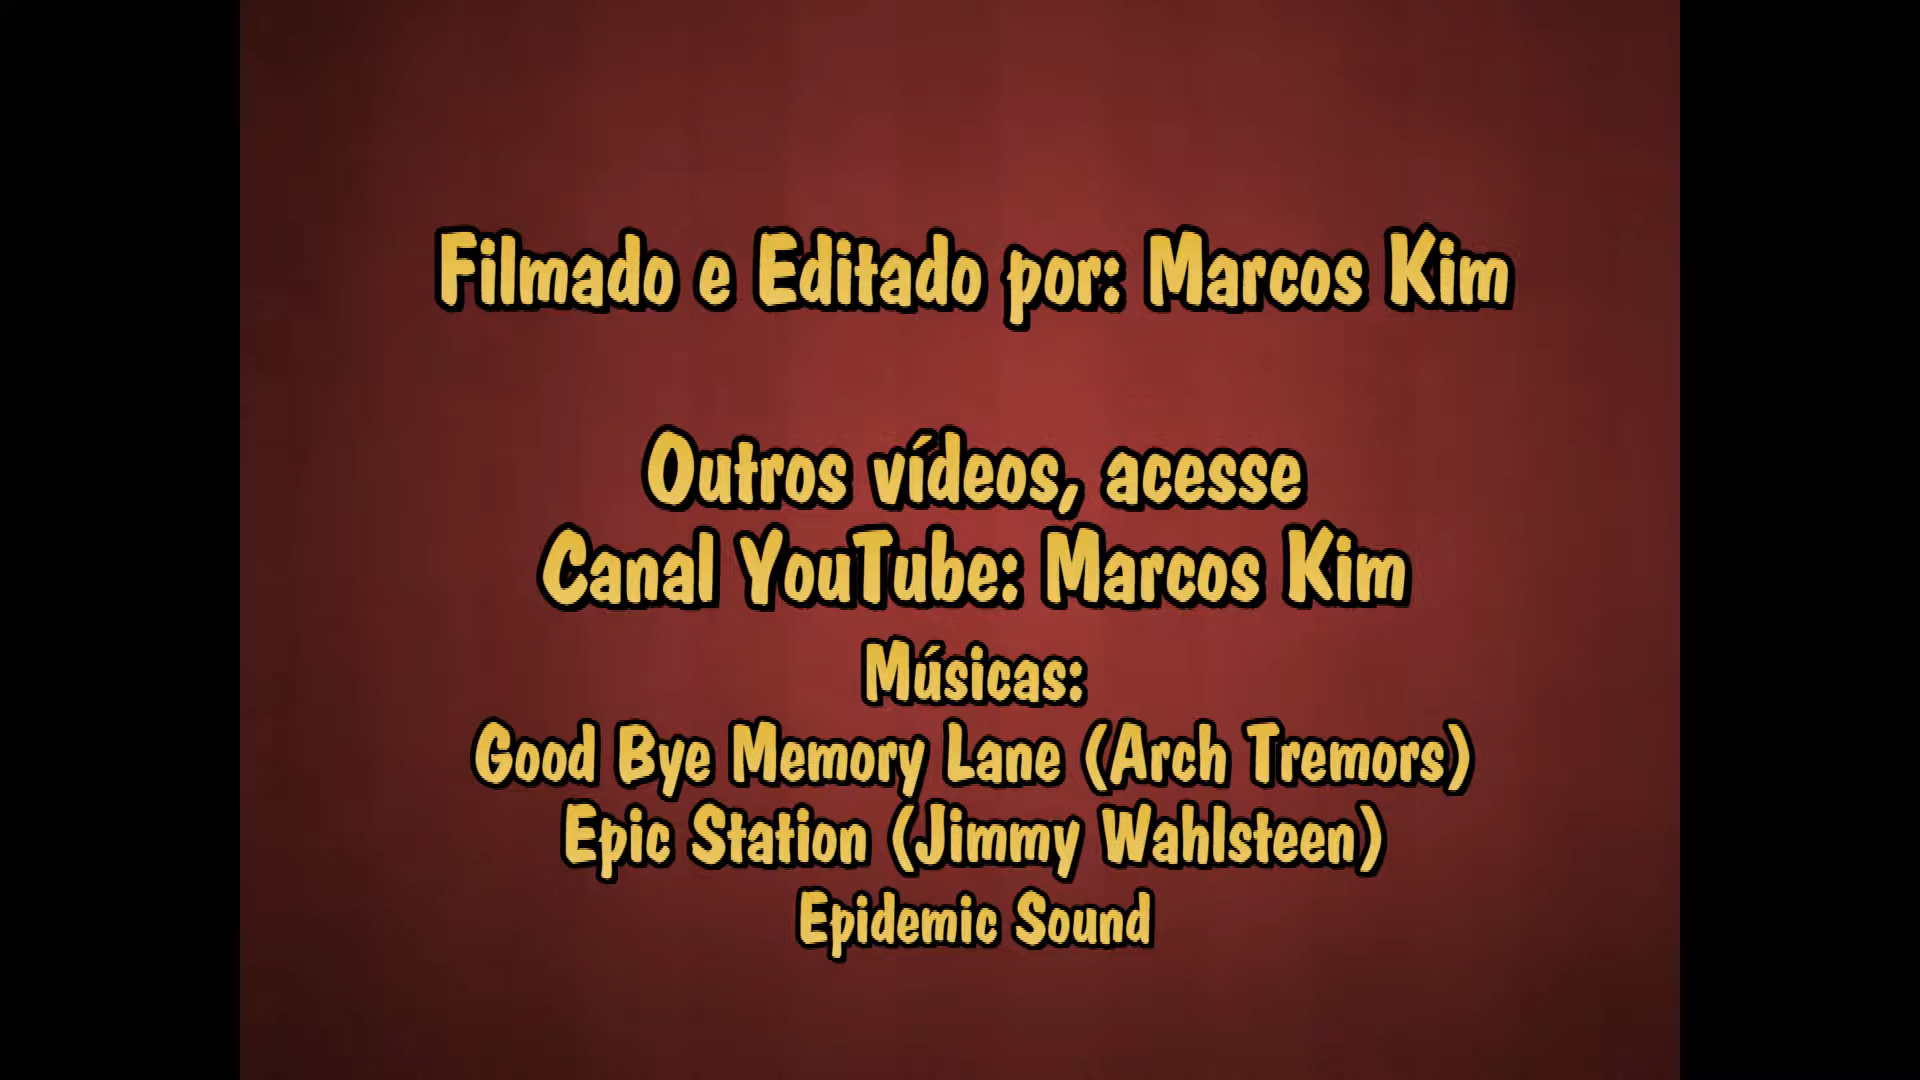 Filmado e Editado por: Marcos Kim
Outros vídeos, acesse
Canal YouTube: Marcos Kim
Músicas:
Good Bye Memory Lane (Arch Tremors)
Epic Station (Jimmy Wahlsteen)
Epidemic Sound